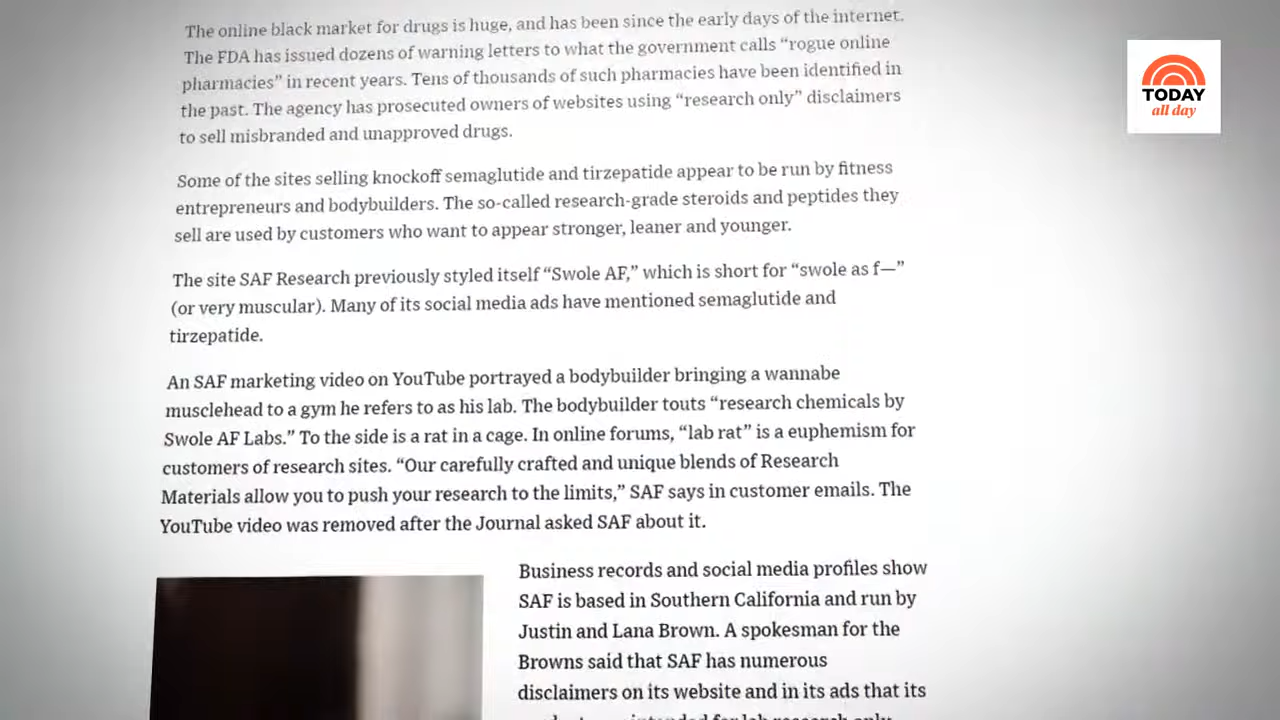 The online black market for drugs is huge, and has been since the early days of the internet.
The FDA has issued dozens of warning letters to what the government calls “rogue online
pharmacies” in recent years. Tens of thousands of such pharmacies have been identified in
the past. The agency has prosecuted owners of websites using “research only” disclaimers
to sell misbranded and unapproved drugs.
Some of the sites selling knockoff semaglutide and tirzepatide appear to be run by fitness
entrepreneurs and bodybuilders. The so-called research-grade steroids and peptides they
sell are used by customers who want to appear stronger, leaner and younger.
The site SAF Research previously styled itself “Swole AF,” which is short for “swole as f—”
(or very muscular). Many of its social media ads have mentioned semaglutide and
tirzepatide.
An SAF marketing video on YouTube portrayed a bodybuilder bringing a wannabe
musclehead to a gym he refers to as his lab. The bodybuilder touts “research chemicals by
Swole AF Labs.” To the side is a rat in a cage. In online forums, “lab rat” is a euphemism for
customers of research sites. “Our carefully crafted and unique blends of Research
Materials allow you to push your research to the limits,” SAF says in customer emails. The
YouTube video was removed after the Journal asked SAF about it.
Business records and social media profiles show
SAF is based in Southern California and run by
Justin and Lana Brown. A spokesman for the
Browns said that SAF has numerous
disclaimers on its website and in its ads that its
TODAY
all day